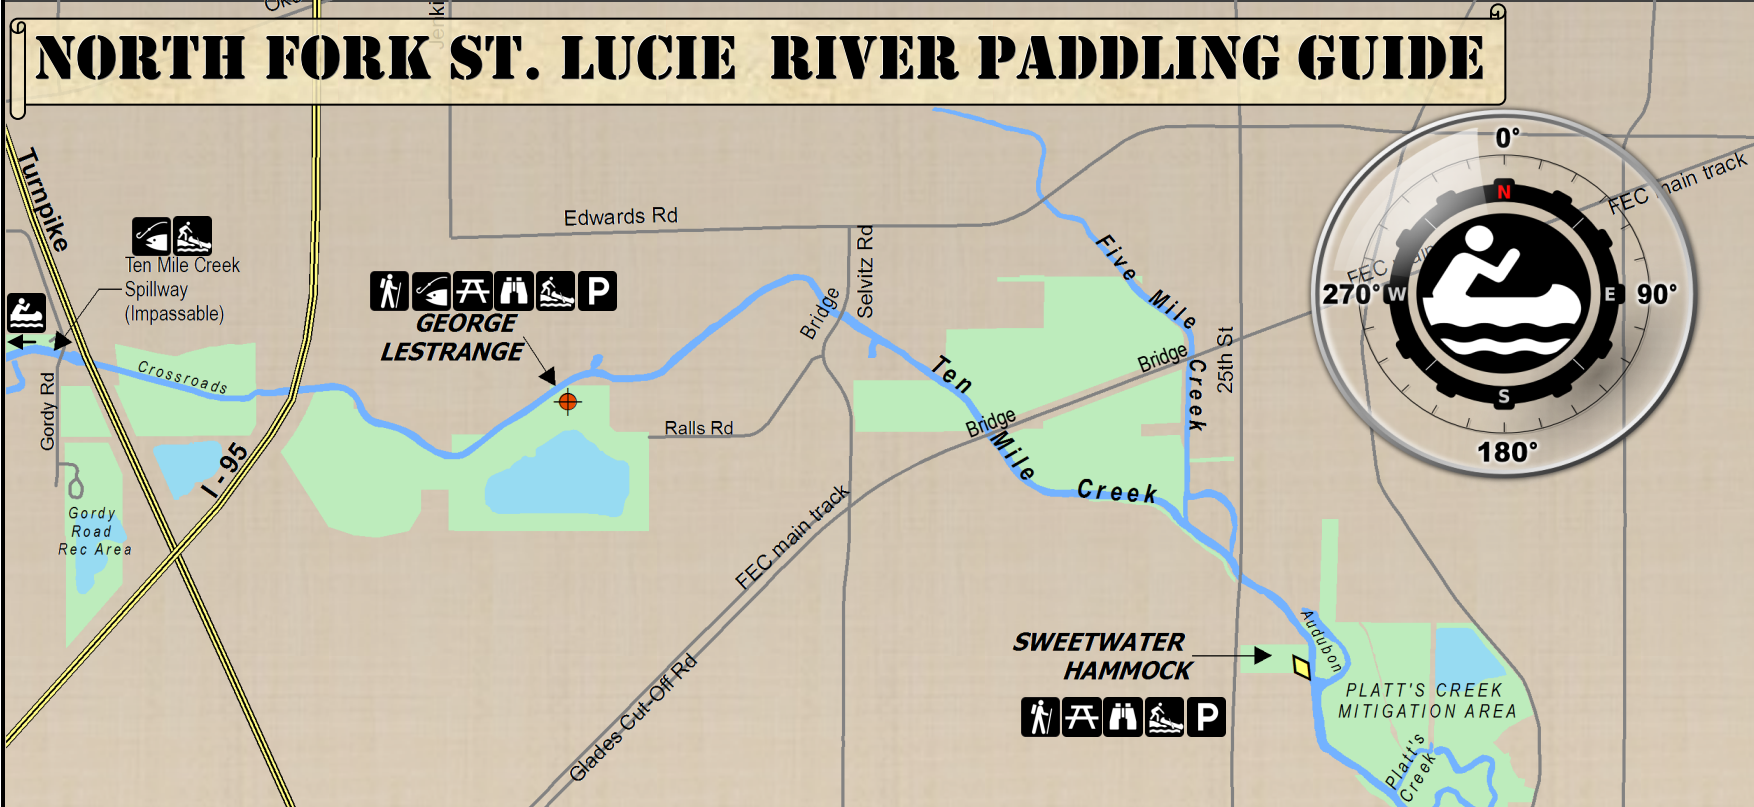 NORTH FORK ST. LUCIE RIVER PADDLING GUIDE
Jenki
Turnpike
Ten Mile Creek
Spillway
(Impassable)
Crossroads
Gordy Rd
Gordy
Road
Rec Area
I - 95
Edwards Rd
GEORGE
LESTRANGE
P
Selvitz Rd
Bridge
Ralls Rd
Five Mile Creek
Ten Mile Creek
Bridge
Bridge
25th St
FEC main track
FEC main track
FEC main
Glades Cut-Off Rd
0°
N
270°
W
E
90°
S
180°
SWEETWATER
HAMMOCK
P
Audubon
PLATT'S CREEK
MITIGATION AREA
Platt's
Creek